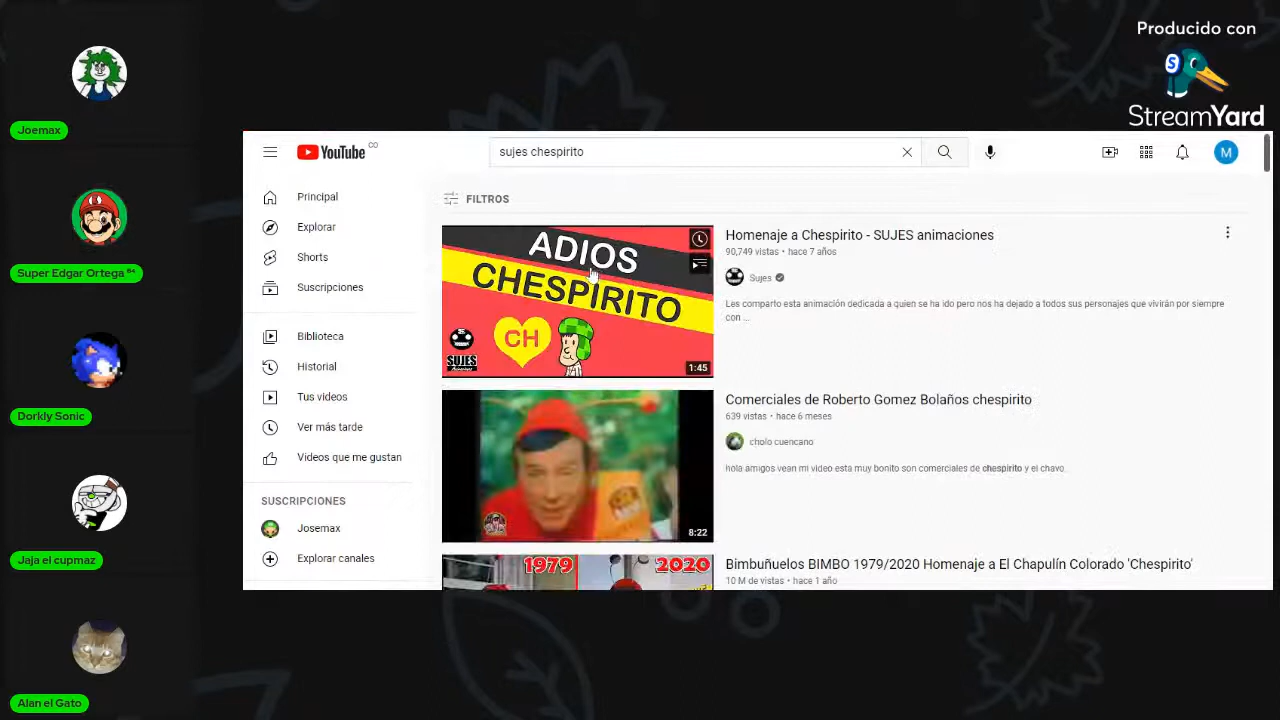 Producido con
StreamYard
Joemax
Super Edgar Ortega ⁶⁴
Dorkly Sonic
Jaja el cupmaz
Alan el Gato
YouTube CO
sujes chespirito
M
Principal
Explorar
Shorts
Suscripciones
Biblioteca
Historial
Tus videos
Ver más tarde
Videos que me gustan
SUSCRIPCIONES
Josemax
Explorar canales
FILTROS
ADIOS
CHESPIRITO
CH
SUJES
1:45
Homenaje a Chespirito - SUJES animaciones
90,749 vistas • hace 7 años
Sujes
Les comparto esta animación dedicada a quien se ha ido pero nos ha dejado a todos sus personajes que vivirán por siempre
con ...
8:22
Comerciales de Roberto Gomez Bolaños chespirito
639 vistas • hace 6 meses
cholo cuencano
hola amigos vean mi video esta muy bonito son comerciales de chespirito y el chavo.
1979
2020
Bimbuñuelos BIMBO 1979/2020 Homenaje a El Chapulín Colorado 'Chespirito'
10 M de vistas • hace 1 año